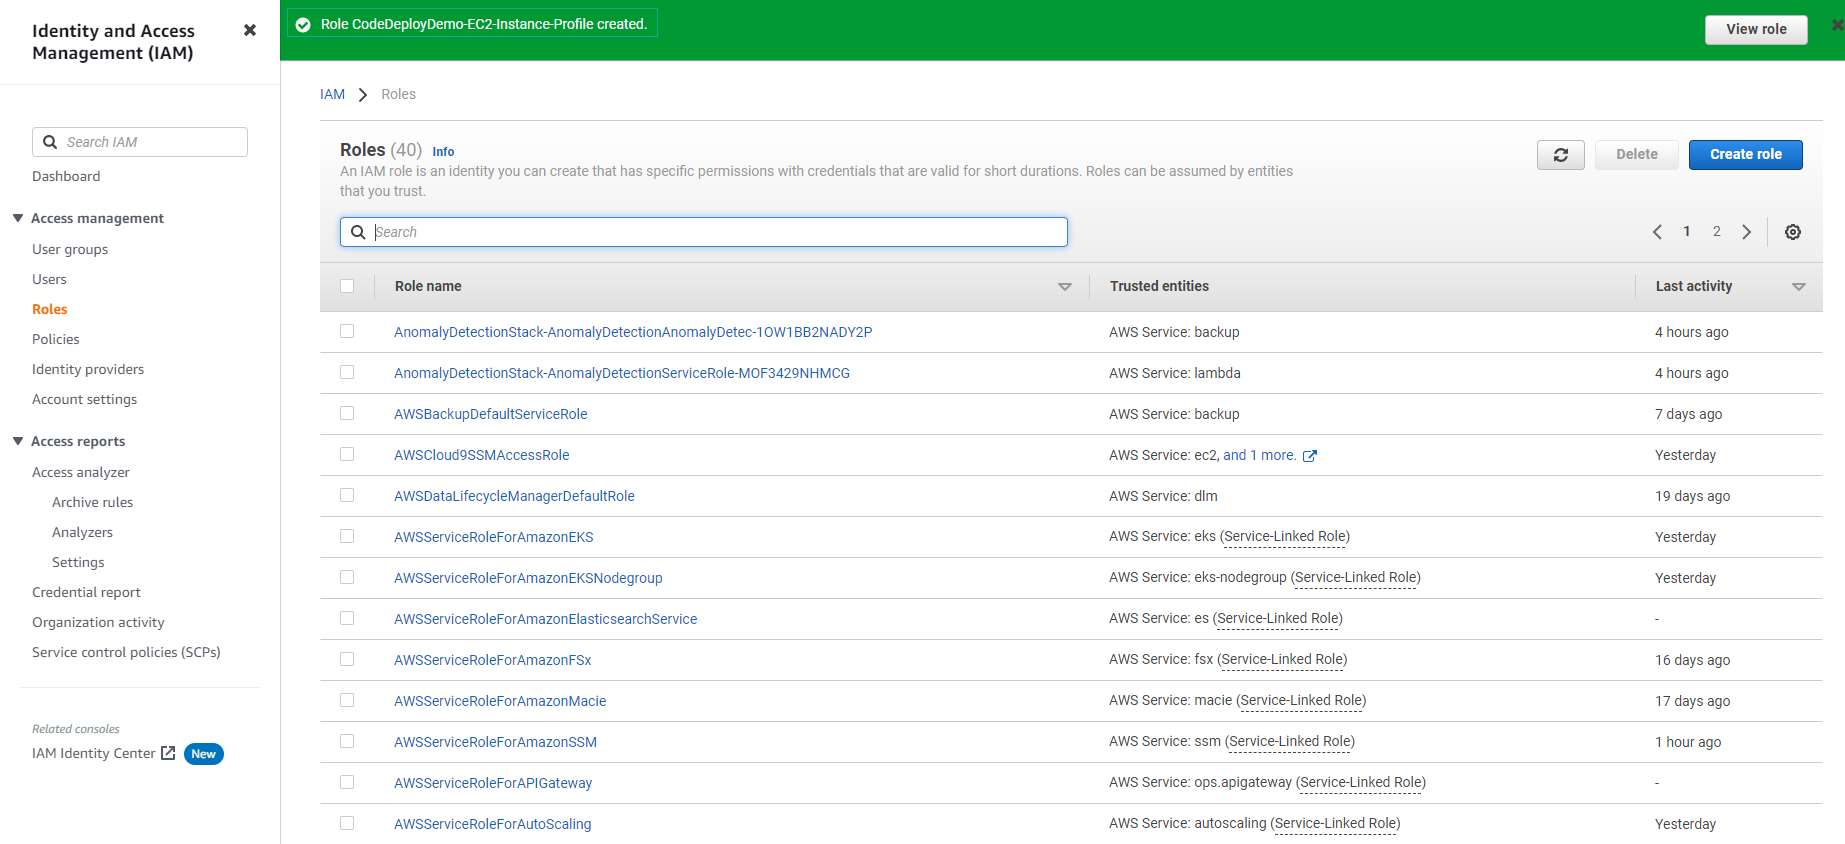 Identity and Access
Management (IAM)
Search IAM
Dashboard
Access management
User groups
Users
Roles
Policies
Identity providers
Account settings
Access reports
Access analyzer
Archive rules
Analyzers
Settings
Credential report
Organization activity
Service control policies (SCPs)
Related consoles
IAM Identity Center New
Role CodeDeployDemo-EC2-Instance-Profile created.
View role
IAM Roles
Roles (40) Info
An IAM role is an identity you can create that has specific permissions with credentials that are valid for short durations. Roles can be assumed by entities
that you trust.
Delete
Create role
Search
1 2
Role name Trusted entities Last activity
AnomalyDetectionStack-AnomalyDetectionAnomalyDetec-1OW1BB2NADY2P AWS Service: backup 4 hours ago
AnomalyDetectionStack-AnomalyDetectionServiceRole-MOF3429NHMCG AWS Service: lambda 4 hours ago
AWSBackupDefaultServiceRole AWS Service: backup 7 days ago
AWSCloud9SSMAccessRole AWS Service: ec2, and 1 more. Yesterday
AWSDataLifecycleManagerDefaultRole AWS Service: dlm 19 days ago
AWSServiceRoleForAmazonEKS AWS Service: eks (Service-Linked Role) Yesterday
AWSServiceRoleForAmazonEKSNodegroup AWS Service: eks-nodegroup (Service-Linked Role) Yesterday
AWSServiceRoleForAmazonElasticsearchService AWS Service: es (Service-Linked Role) -
AWSServiceRoleForAmazonFSx AWS Service: fsx (Service-Linked Role) 16 days ago
AWSServiceRoleForAmazonMacie AWS Service: macie (Service-Linked Role) 17 days ago
AWSServiceRoleForAmazonSSM AWS Service: ssm (Service-Linked Role) 1 hour ago
AWSServiceRoleForAPIGateway AWS Service: ops.apigateway (Service-Linked Role) -
AWSServiceRoleForAutoScaling AWS Service: autoscaling (Service-Linked Role) Yesterday